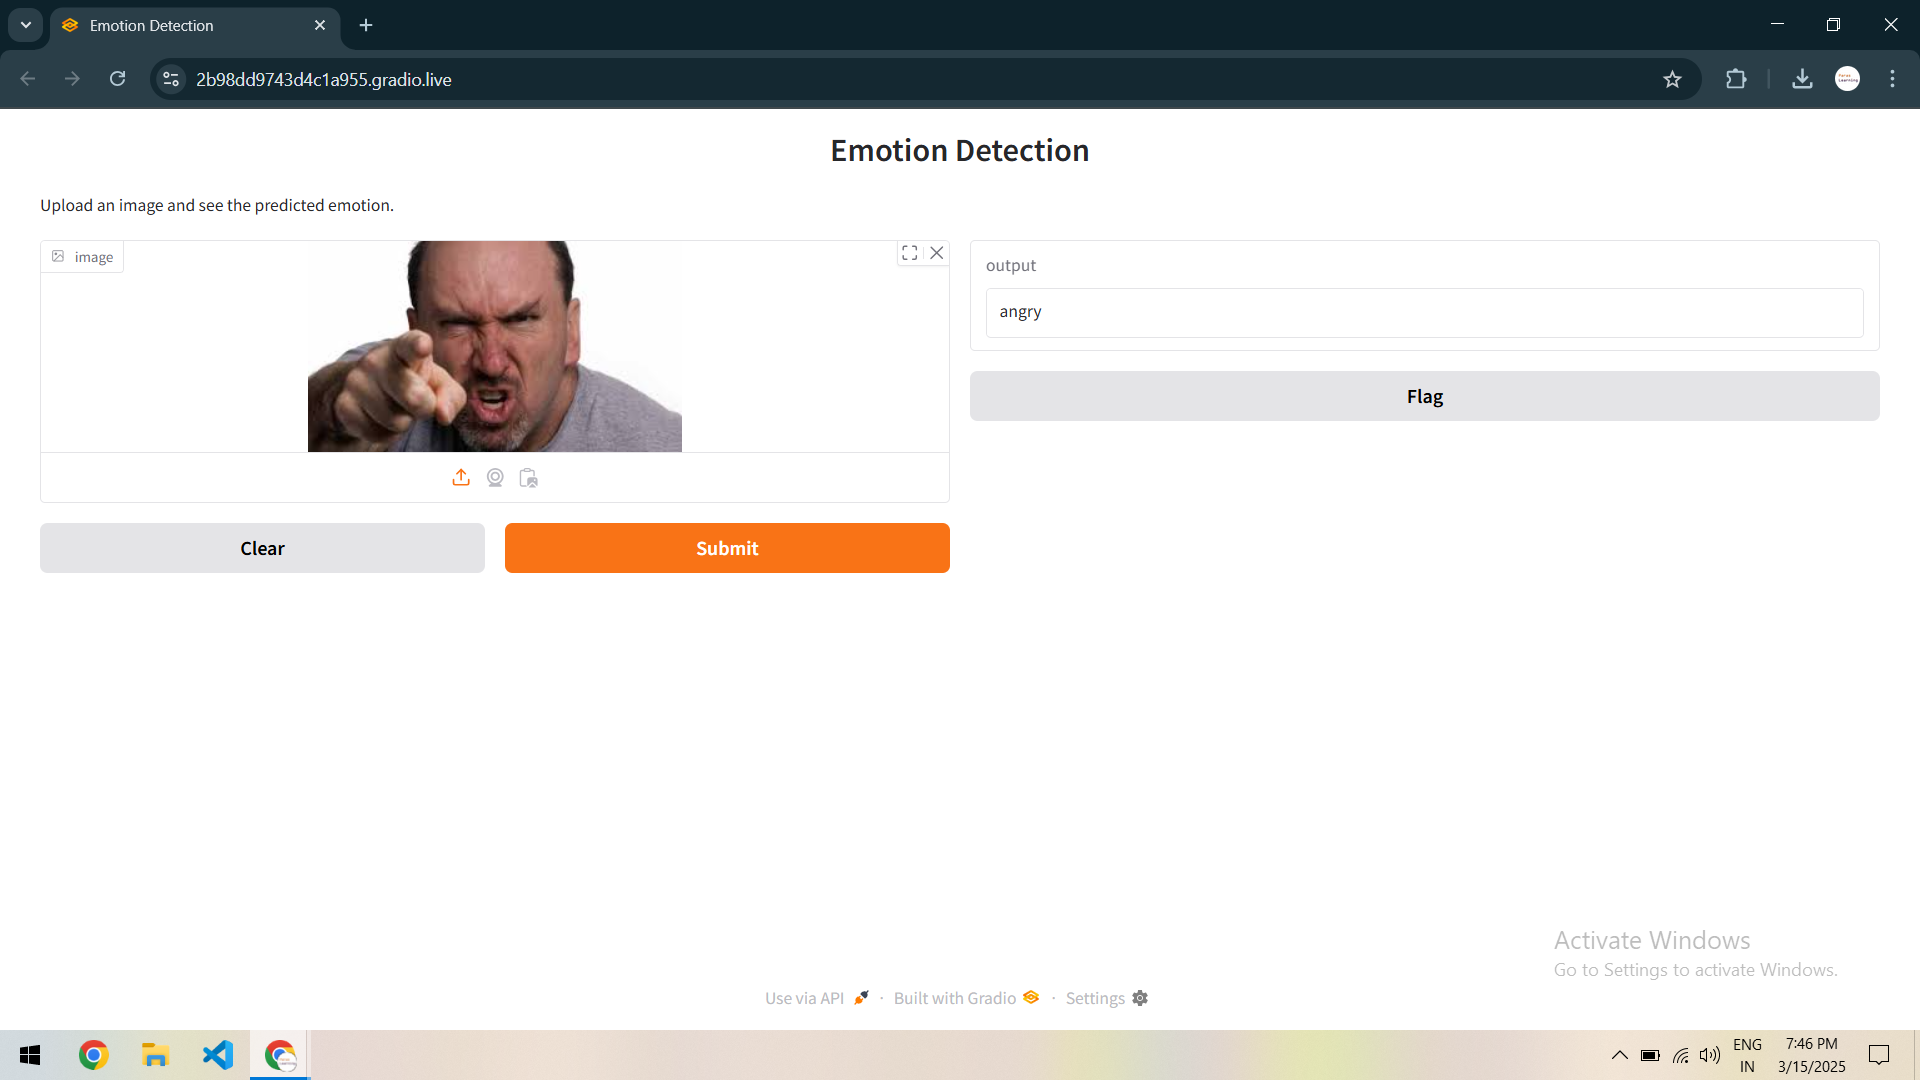 Emotion Detection
2b98dd9743d4c1a955.gradio.live
Emotion Detection
Upload an image and see the predicted emotion.
image
output
angry
Flag
Clear
Submit
Activate Windows
Go to Settings to activate Windows.
Use via API · Built with Gradio · Settings
ENG
IN
7:46 PM
3/15/2025